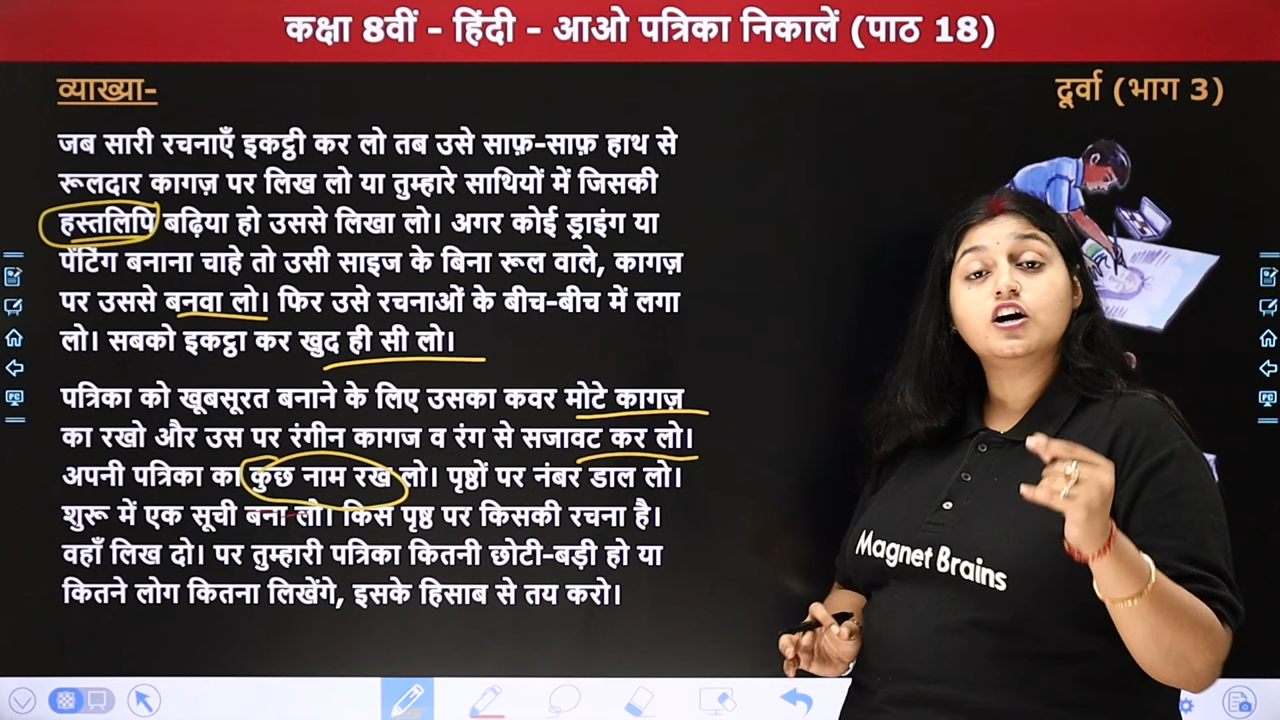 कक्षा 8वीं - हिंदी - आओ पत्रिका निकालें (पाठ 18)
व्याख्या-
दूर्वा (भाग 3)
जब सारी रचनाएँ इकट्ठी कर लो तब उसे साफ़-साफ़ हाथ से
रूलदार कागज़ पर लिख लो या तुम्हारे साथियों में जिसकी
हस्तलिपि बढ़िया हो उससे लिखा लो। अगर कोई ड्राइंग या
पेंटिंग बनाना चाहे तो उसी साइज के बिना रूल वाले, कागज़
पर उससे बनवा लो। फिर उसे रचनाओं के बीच-बीच में लगा
लो। सबको इकट्ठा कर खुद ही सी लो।
पत्रिका को खूबसूरत बनाने के लिए उसका कवर मोटे कागज़
का रखो और उस पर रंगीन कागज व रंग से सजावट कर लो।
अपनी पत्रिका का कुछ नाम रख लो। पृष्ठों पर नंबर डाल लो।
शुरू में एक सूची बना लो। किस पृष्ठ पर किसकी रचना है।
वहाँ लिख दो। पर तुम्हारी पत्रिका कितनी छोटी-बड़ी हो या
कितने लोग कितना लिखेंगे, इसके हिसाब से तय करो।
Magnet Brains
PC
PC